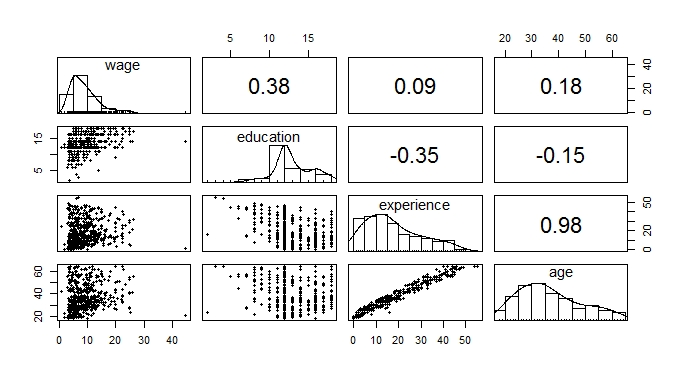 5 10 15 20 30 40 50 60
wage 0.38 0.09 0.18 0 20 40
5 15 education -0.35 -0.15
experience 0.98 0 20 50
20 40 60 age
0 10 20 30 40 0 10 20 30 40 50